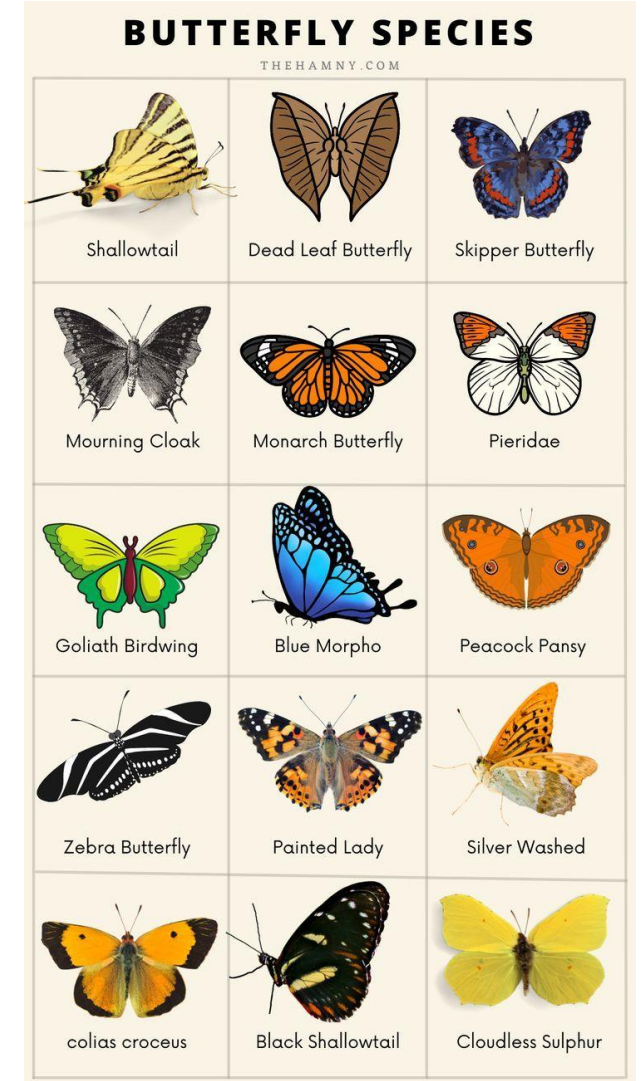 BUTTERFLY SPECIES
THEHAMNY.COM
Shallowtail
Dead Leaf Butterfly
Skipper Butterfly
Mourning Cloak
Monarch Butterfly
Pieridae
Goliath Birdwing
Blue Morpho
Peacock Pansy
Zebra Butterfly
Painted Lady
Silver Washed
colias croceus
Black Shallowtail
Cloudless Sulphur